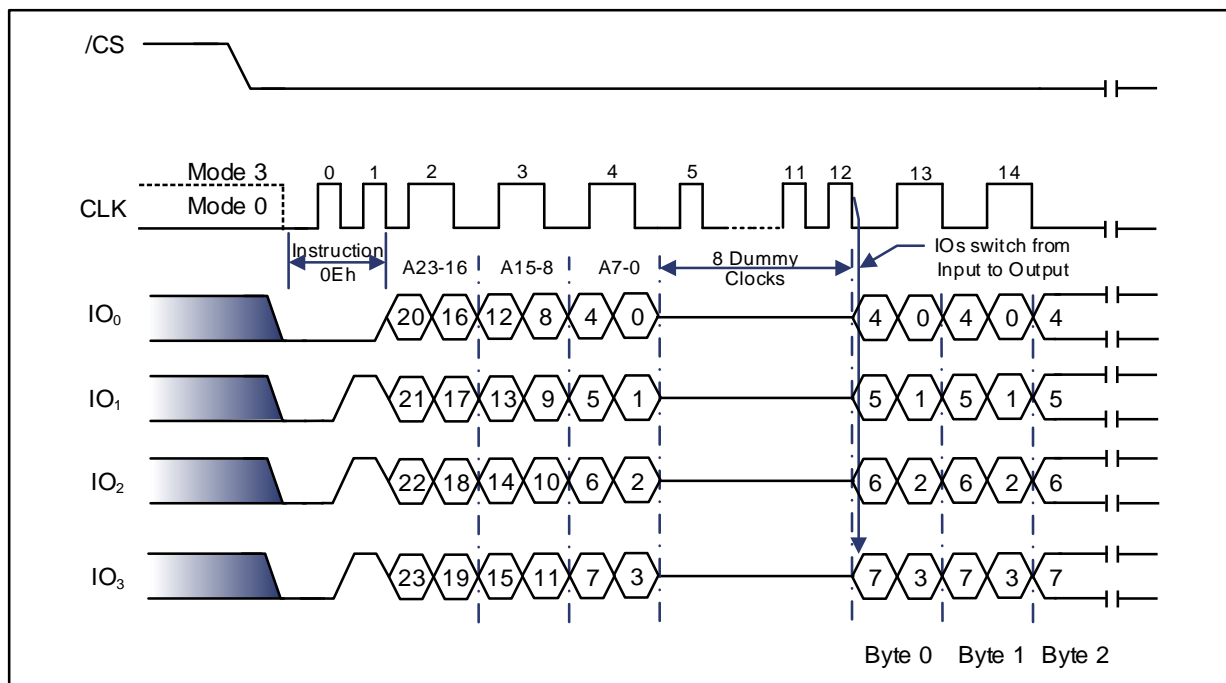 /CS
Mode 3
Mode 0
CLK
0 1 2 3 4 5 11 12 13 14
Instruction
0Eh
A23-16 A15-8 A7-0
8 Dummy
Clocks
IOs switch from
Input to Output
IO₀
20 16 12 8 4 0 4 0 4 0 4
IO₁
21 17 13 9 5 1 5 1 5 1 5
IO₂
22 18 14 10 6 2 6 2 6 2 6
IO₃
23 19 15 11 7 3 7 3 7 3 7
Byte 0 Byte 1 Byte 2